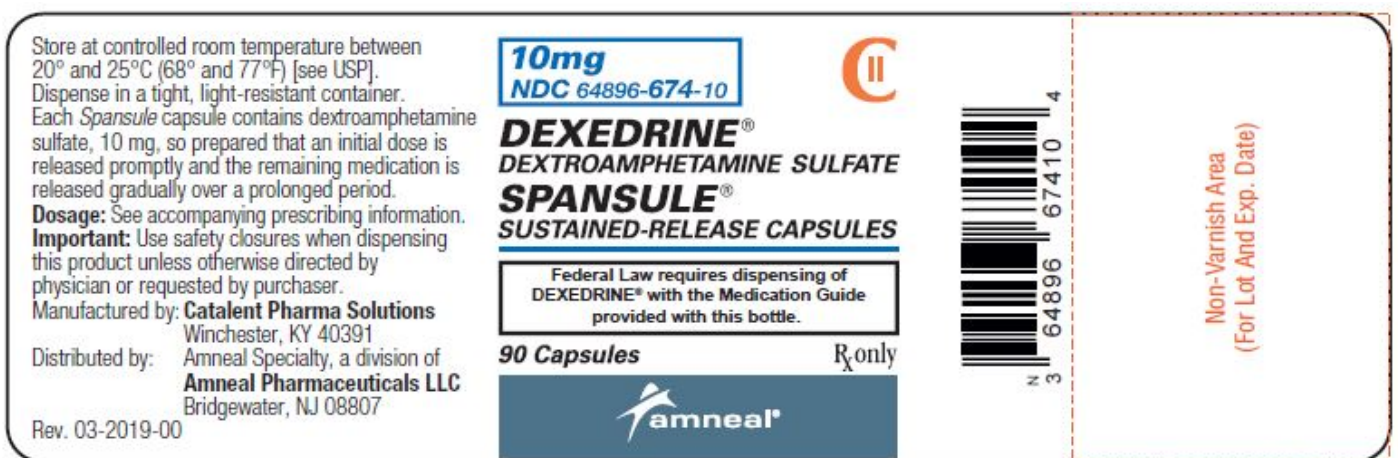 Store at controlled room temperature between
20° and 25°C (68° and 77°F) [see USP].
Dispense in a tight, light-resistant container.
Each Spansule capsule contains dextroamphetamine
sulfate, 10 mg, so prepared that an initial dose is
released promptly and the remaining medication is
released gradually over a prolonged period.
Dosage: See accompanying prescribing information.
Important: Use safety closures when dispensing
this product unless otherwise directed by
physician or requested by purchaser.
Manufactured by: Catalent Pharma Solutions
Winchester, KY 40391
Distributed by: Amneal Specialty, a division of
Amneal Pharmaceuticals LLC
Bridgewater, NJ 08807
Rev. 03-2019-00
10mg
NDC 64896-674-10
CII
DEXEDRINE®
DEXTROAMPHETAMINE SULFATE
SPANSULE®
SUSTAINED-RELEASE CAPSULES
Federal Law requires dispensing of
DEXEDRINE® with the Medication Guide
provided with this bottle.
90 Capsules ℞ only
amneal®
N 3 64896 67410 4
Non-Varnish Area
(For Lot And Exp. Date)